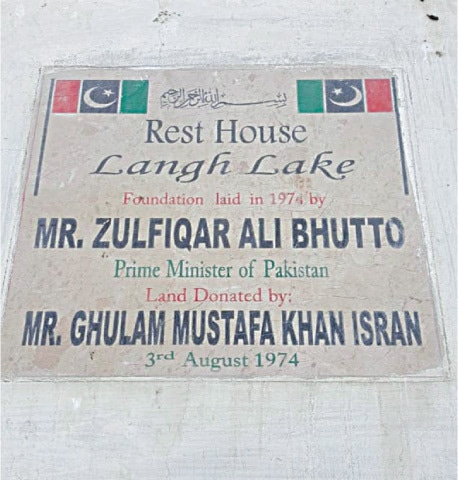 بسم الله الرحمن الرحيم
Rest House
Langh Lake
Foundation laid in 1974 by
MR. ZULFIQAR ALI BHUTTO
Prime Minister of Pakistan
Land Donated by:
MR. GHULAM MUSTAFA KHAN ISRAN
3rd August 1974